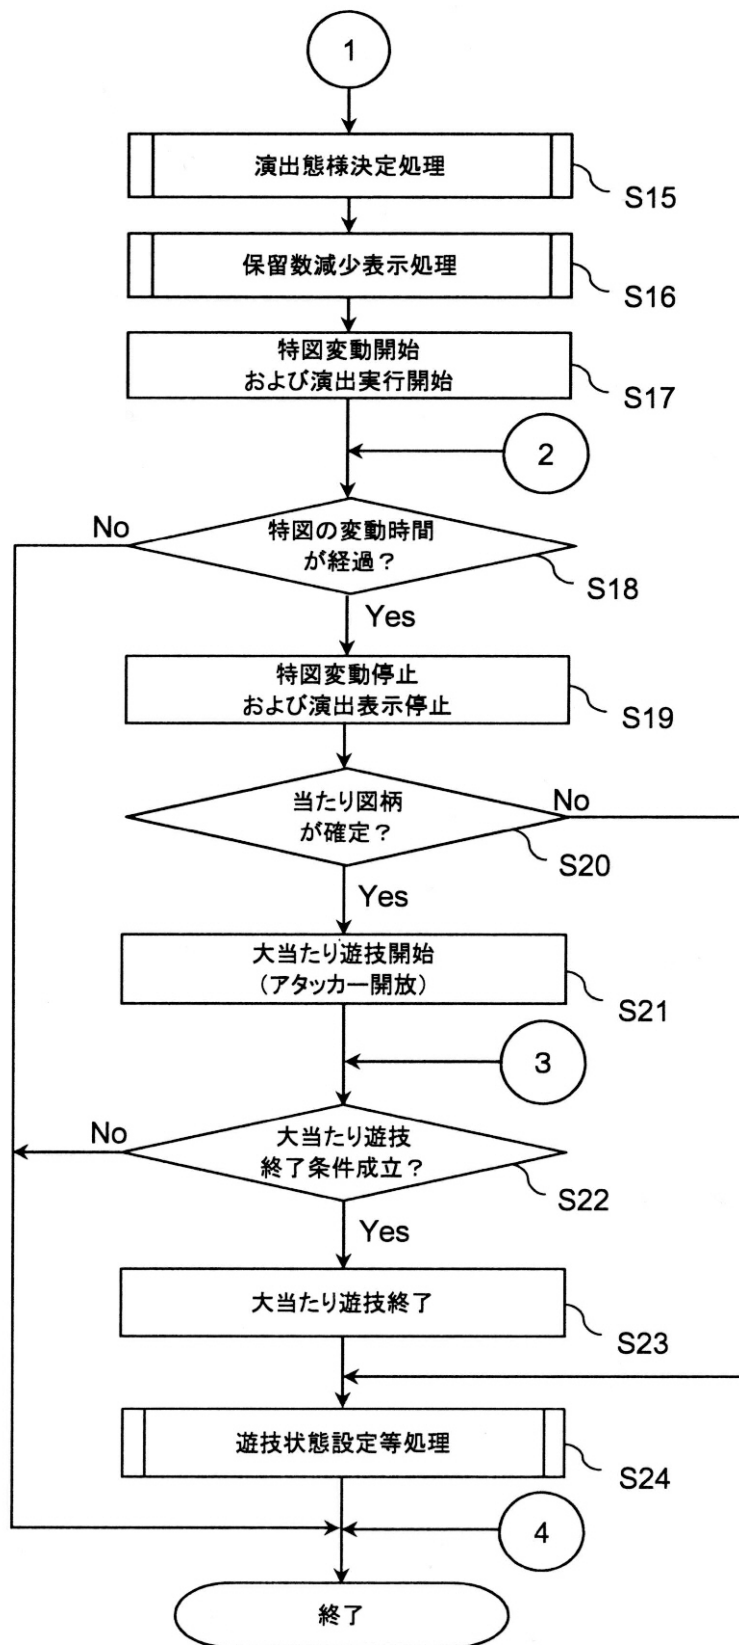 1
演出態様決定処理
S15
保留数減少表示処理
S16
特図変動開始
および演出実行開始
S17
2
No
特図の変動時間
が経過？
S18
Yes
特図変動停止
および演出表示停止
S19
当たり図柄
が確定？
No
S20
Yes
大当たり遊技開始
（アタッカー開放）
S21
3
No
大当たり遊技
終了条件成立？
S22
Yes
大当たり遊技終了
S23
遊技状態設定等処理
S24
4
終了